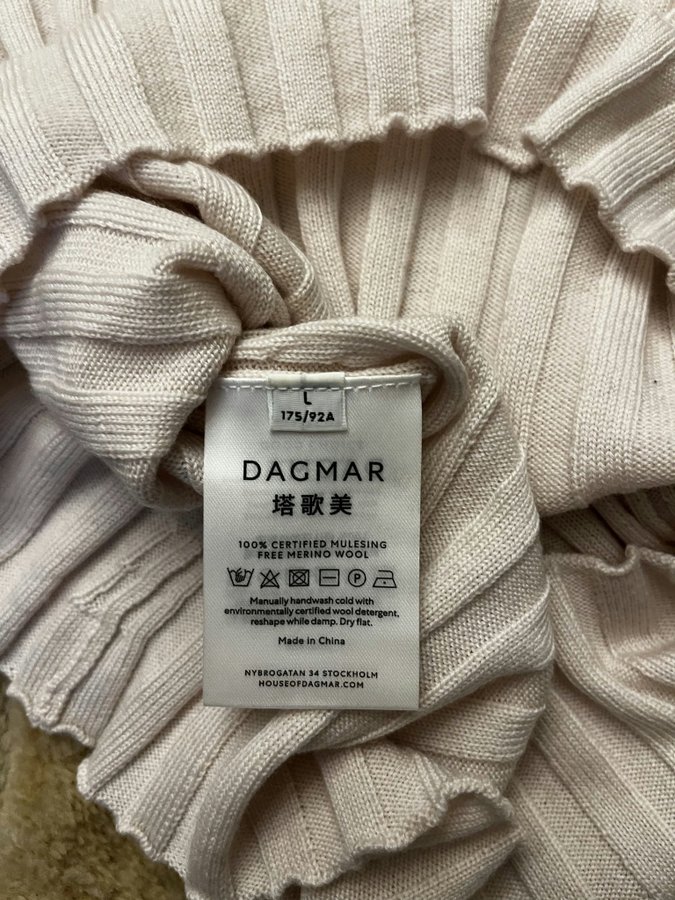 L
175/92A
DAGMAR
塔歌美
100% CERTIFIED MULESING
FREE MERINO WOOL
P
Manually handwash cold with
environmentally certified wool detergent,
reshape while damp. Dry flat.
Made in China
NYBROGATAN 34 STOCKHOLM
HOUSEOFDAGMAR.COM